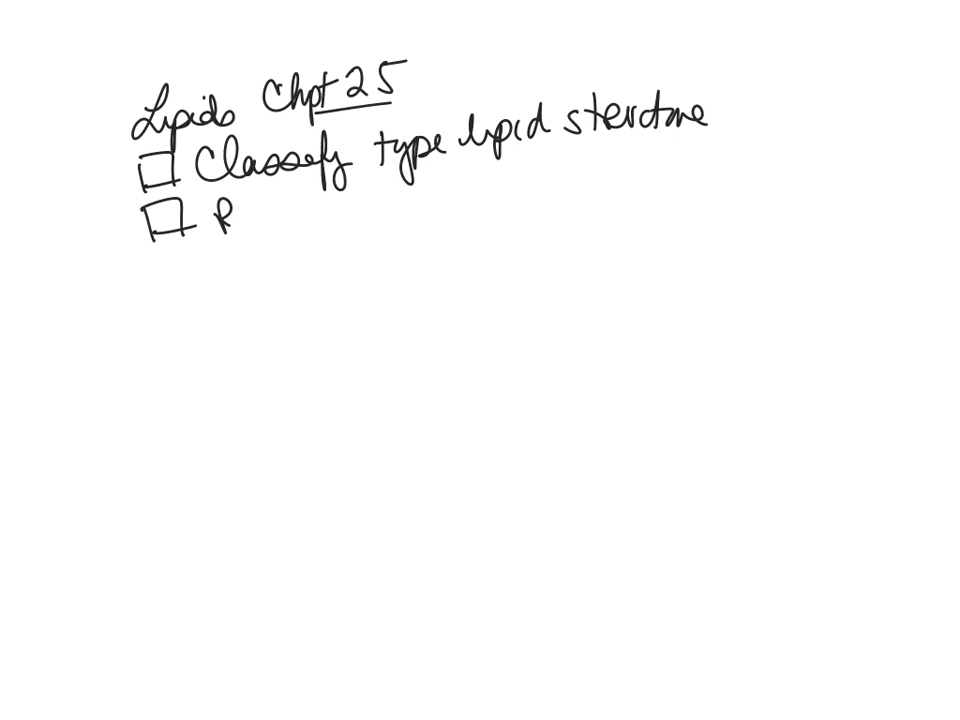 Lipids Chpt 25
□ Classify type lipid structure
□ R